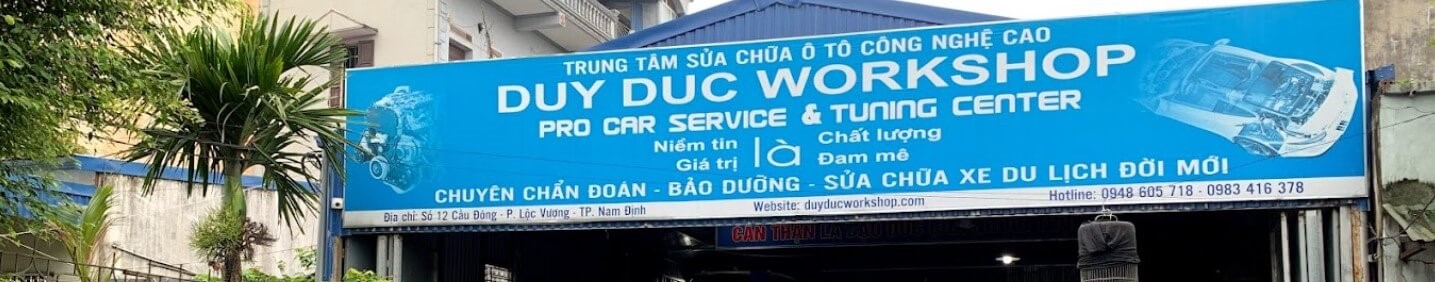 TRUNG TÂM SỬA CHỮA Ô TÔ CÔNG NGHỆ CAO
DUY DUC WORKSHOP
PRO CAR SERVICE & TUNING CENTER
Niềm tin là Chất lượng
Giá trị Đam mê
CHUYÊN CHẨN ĐOÁN - BẢO DƯỠNG - SỬA CHỮA XE DU LỊCH ĐỜI MỚI
Địa chỉ: Số 12 Cầu Đông - P. Lộc Vượng - TP. Nam Định Website: duyducworkshop.com Hotline: 0948 605 718 - 0983 416 378
CẨN THẬN LÀ